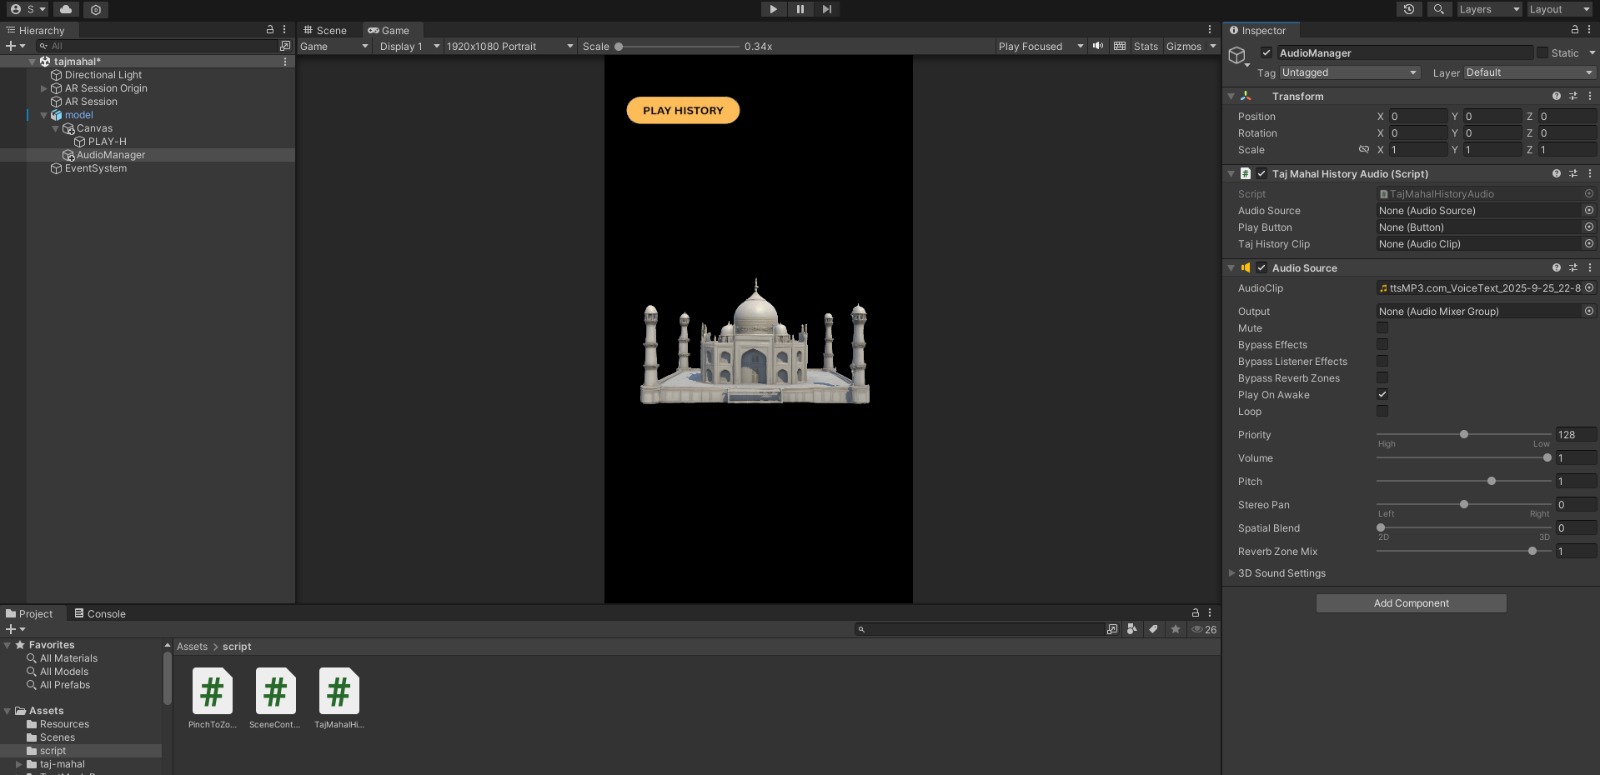 S
Layers
Layout
Hierarchy
All
tajmahal*
Directional Light
AR Session Origin
AR Session
model
Canvas
PLAY-H
AudioManager
EventSystem
Scene
Game
Game
Display 1
1920x1080 Portrait
Scale
0.34x
Play Focused
Stats
Gizmos
PLAY HISTORY
Inspector
AudioManager
Static
Tag
Untagged
Layer
Default
Transform
Position
X 0
Y 0
Z 0
Rotation
X 0
Y 0
Z 0
Scale
X 1
Y 1
Z 1
Taj Mahal History Audio (Script)
Script
TajMahalHistoryAudio
Audio Source
None (Audio Source)
Play Button
None (Button)
Taj History Clip
None (Audio Clip)
Audio Source
AudioClip
ttsMP3.com_VoiceText_2025-9-25_22-8
Output
None (Audio Mixer Group)
Mute
Bypass Effects
Bypass Listener Effects
Bypass Reverb Zones
Play On Awake
Loop
Priority
128
High
Low
Volume
1
Pitch
1
Stereo Pan
0
Left
Right
Spatial Blend
0
2D
3D
Reverb Zone Mix
1
3D Sound Settings
Add Component
Project
Console
26
Favorites
All Materials
All Models
All Prefabs
Assets
Resources
Scenes
script
taj-mahal
Assets > script
PinchToZo...
SceneCont...
TajMahalHi...